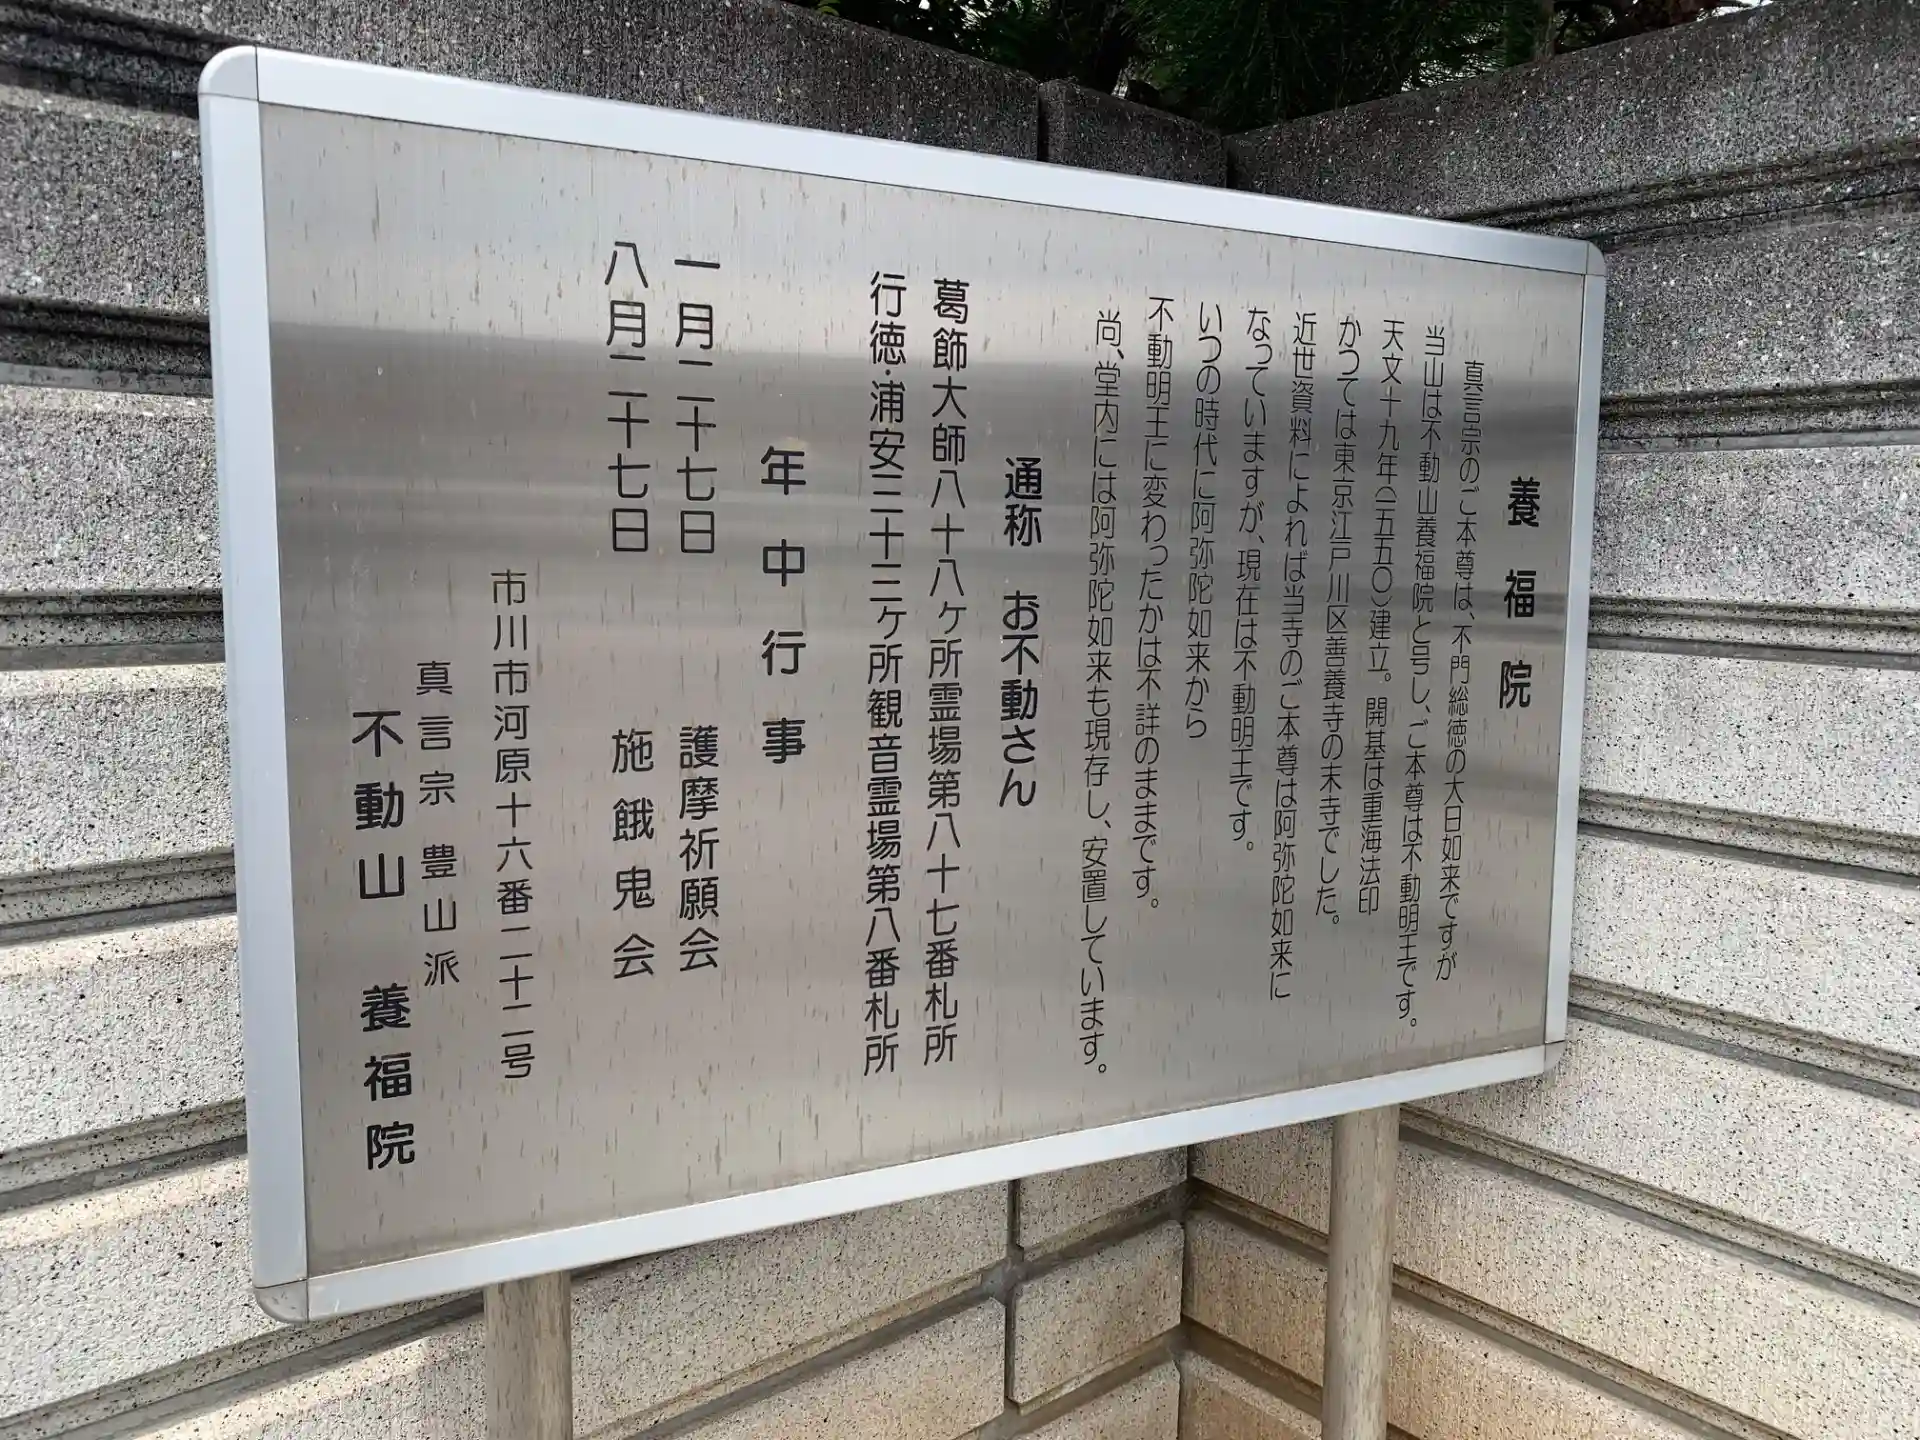 養福院
真言宗のご本尊は、不門総徳の大日如来ですが
当山は不動山養福院と号し、ご本尊は不動明王です。
天文十九年(一五五〇)建立。開基は重海法印
かつては東京江戸川区善養寺の末寺でした。
近世資料によれば当寺のご本尊は阿弥陀如来に
なっていますが、現在は不動明王です。
いつの時代に阿弥陀如来から
不動明王に変わったかは不詳のままです。
尚、堂内には阿弥陀如来も現存し、安置しています。
通称 お不動さん
葛飾大師八十八ヶ所霊場第八十七番札所
行徳・浦安三十三ヶ所観音霊場第八番札所
年中行事
一月二十七日 護摩祈願会
八月二十七日 施餓鬼会
市川市河原十六番二十二号
真言宗 豊山派
不動山 養福院